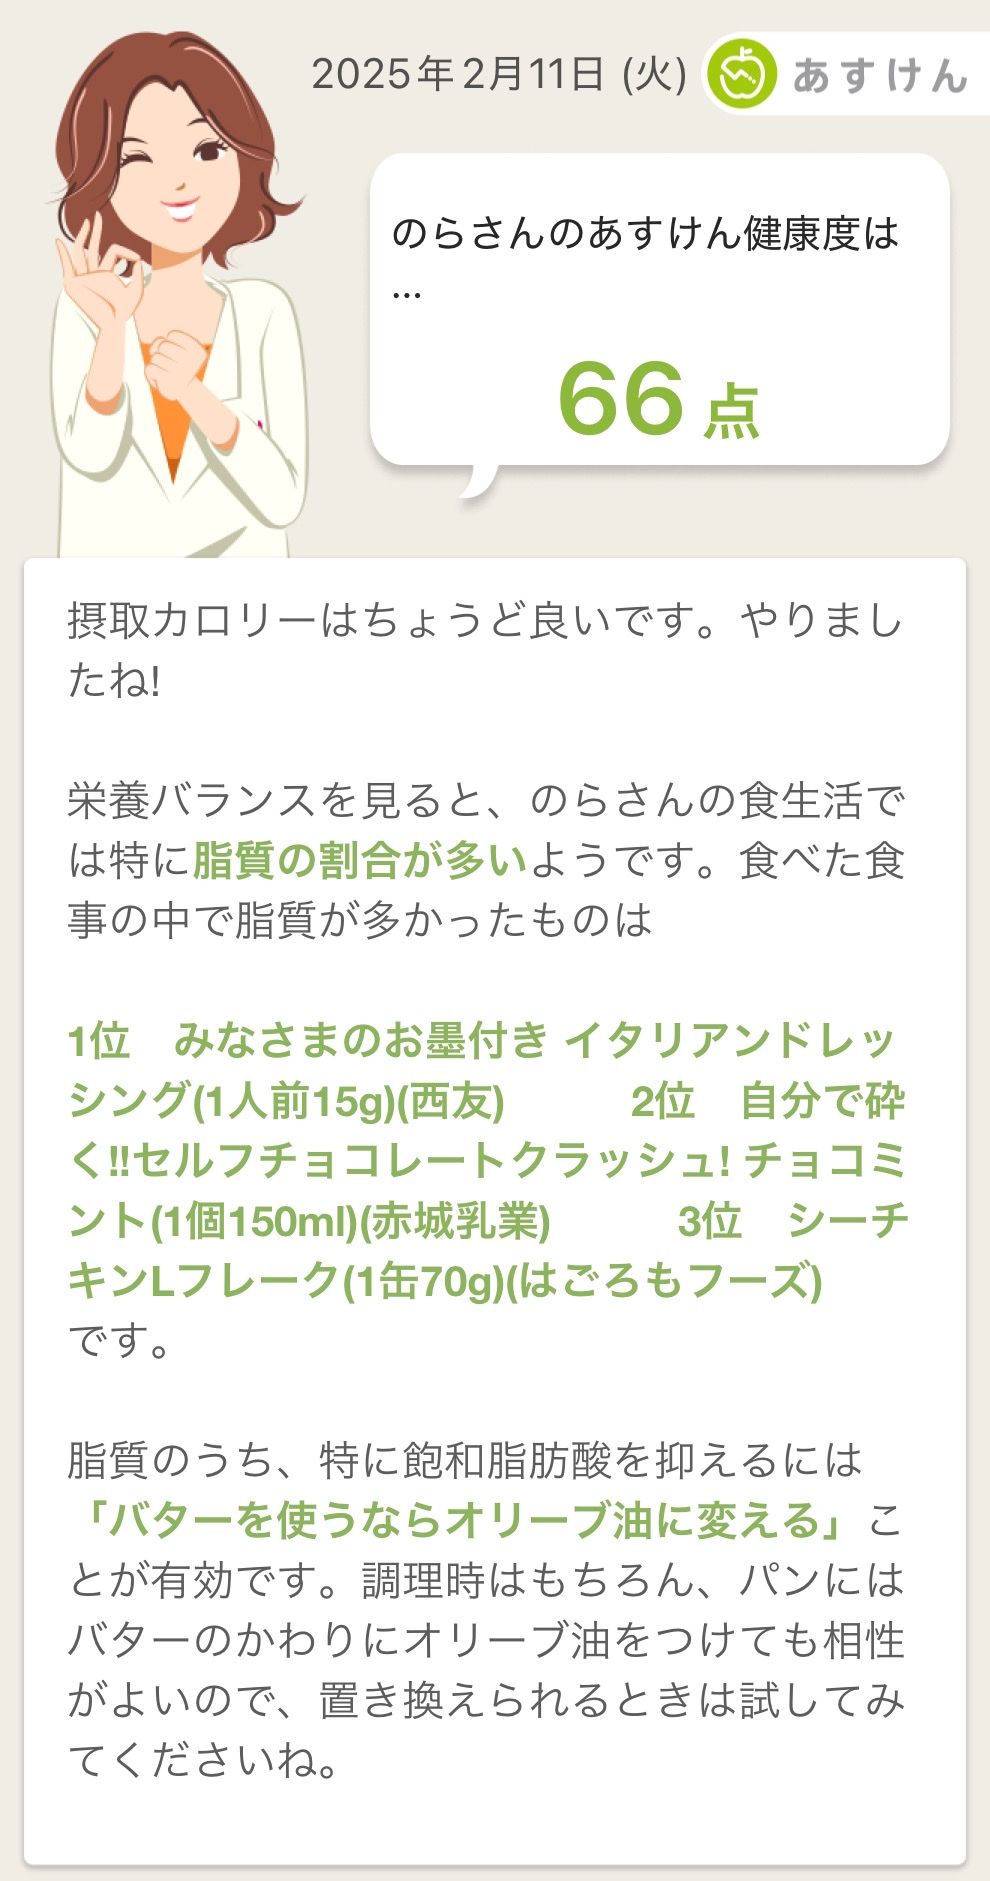 2025年2月11日 (火)
あすけん
のらさんのあすけん健康度は
...
66 点
摂取カロリーはちょうど良いです。やりまし
たね!
栄養バランスを見ると、のらさんの食生活で
は特に脂質の割合が多いようです。食べた食
事の中で脂質が多かったものは
1位　みなさまのお墨付き イタリアンドレッ
シング(1人前15g)(西友)　　　2位　自分で砕
く!!セルフチョコレートクラッシュ! チョコミ
ント(1個150ml)(赤城乳業)　　　3位　シーチ
キンLフレーク(1缶70g)(はごろもフーズ)
です。
脂質のうち、特に飽和脂肪酸を抑えるには
「バターを使うならオリーブ油に変える」こ
とが有効です。調理時はもちろん、パンには
バターのかわりにオリーブ油をつけても相性
がよいので、置き換えられるときは試してみ
てくださいね。